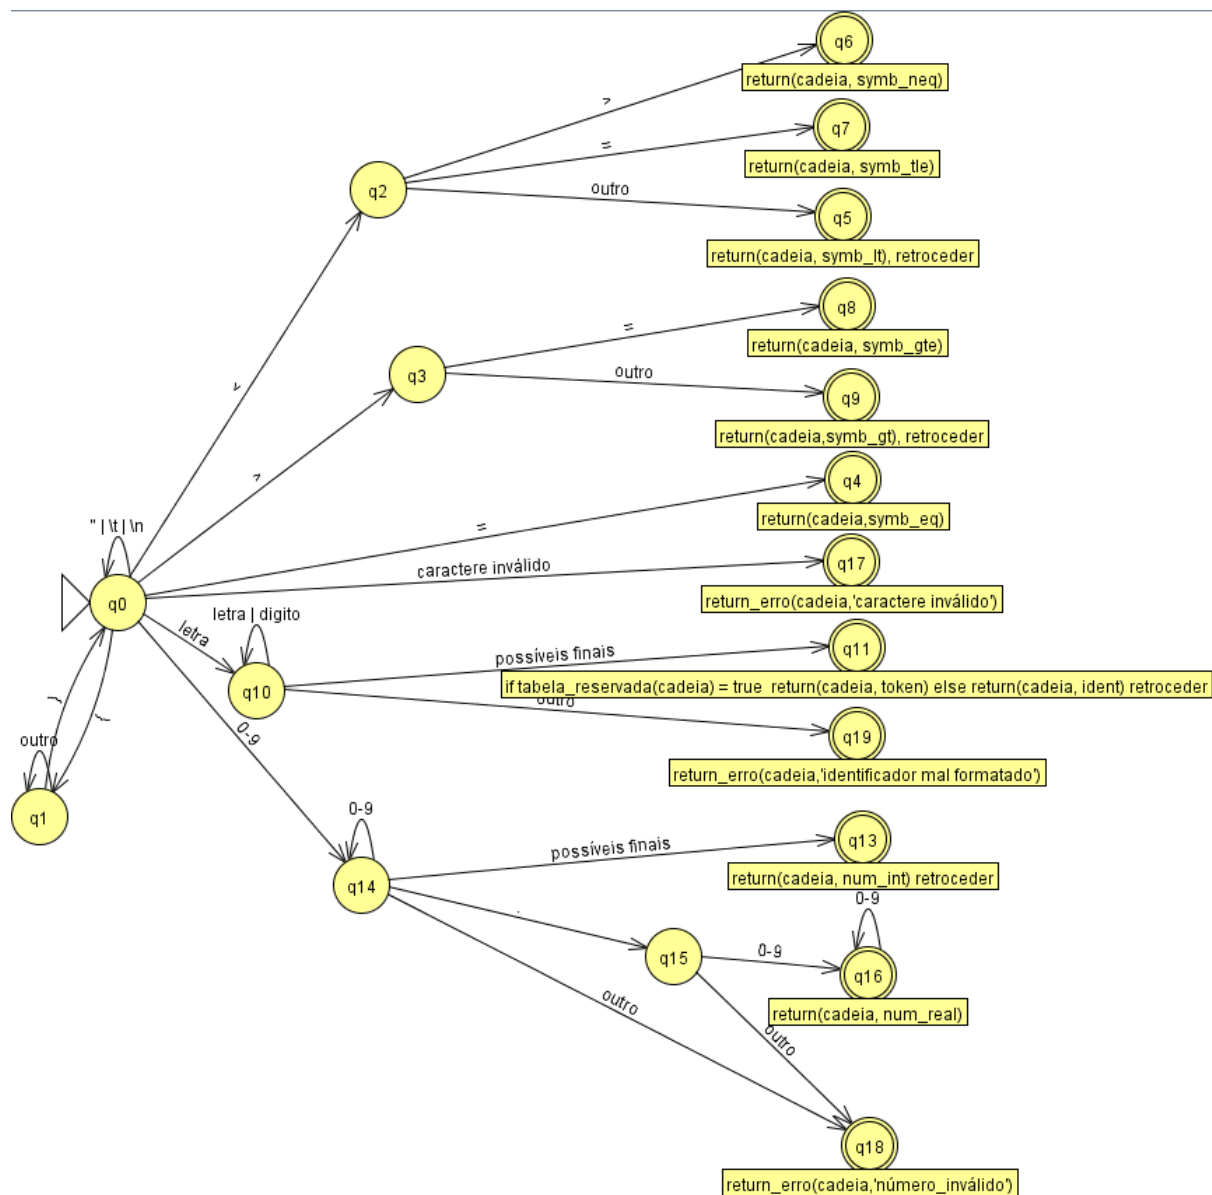 q6
return(cadeia, symb_neq)
>
q7
=
return(cadeia, symb_tle)
q2
outro
q5
return(cadeia, symb_lt), retroceder
q8
=
return(cadeia, symb_gte)
q3
outro
<
q9
return(cadeia,symb_gt), retroceder
>
q4
return(cadeia,symb_eq)
" | \t | \n
=
caractere inválido
q17
q0
return_erro(cadeia,'caractere inválido')
letra | digito
letra
possíveis finais
q11
q10
if tabela_reservada(cadeia) = true  return(cadeia, token) else return(cadeia, ident) retroceder
}
{
outro
0-9
outro
q19
return_erro(cadeia,'identificador mal formatado')
q1
0-9
possíveis finais
q13
q14
return(cadeia, num_int) retroceder
0-9
.
q15
0-9
q16
outro
return(cadeia, num_real)
outro
q18
return_erro(cadeia,'número_inválido')